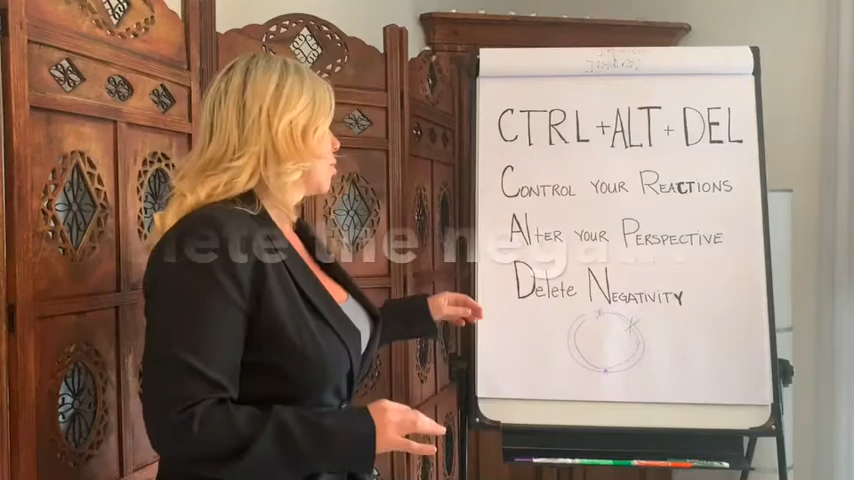 CTRL + ALT + DEL
CONTROL YOUR REACTIONS
ALTER YOUR PERSPECTIVE
DELETE NEGATIVITY